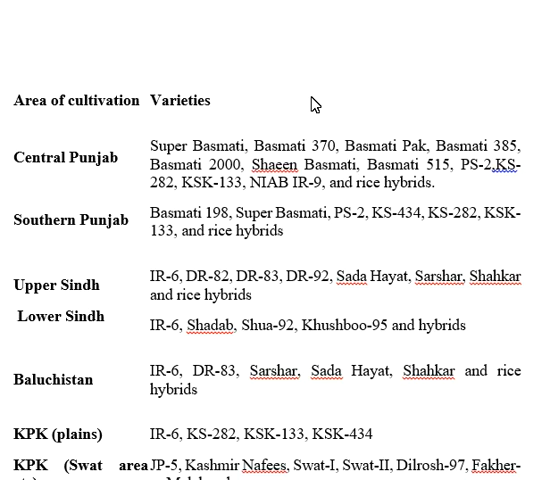 Area of cultivation Varieties
Central Punjab
Super Basmati, Basmati 370, Basmati Pak, Basmati 385,
Basmati 2000, Shaeen Basmati, Basmati 515, PS-2,KS-
282, KSK-133, NIAB IR-9, and rice hybrids.
Southern Punjab
Basmati 198, Super Basmati, PS-2, KS-434, KS-282, KSK-
133, and rice hybrids
Upper Sindh
IR-6, DR-82, DR-83, DR-92, Sada Hayat, Sarshar, Shahkar
and rice hybrids
Lower Sindh
IR-6, Shadab, Shua-92, Khushboo-95 and hybrids
Baluchistan
IR-6, DR-83, Sarshar, Sada Hayat, Shahkar and rice
hybrids
KPK (plains) IR-6, KS-282, KSK-133, KSK-434
KPK (Swat area JP-5, Kashmir Nafees, Swat-I, Swat-II, Dilrosh-97, Fakher-